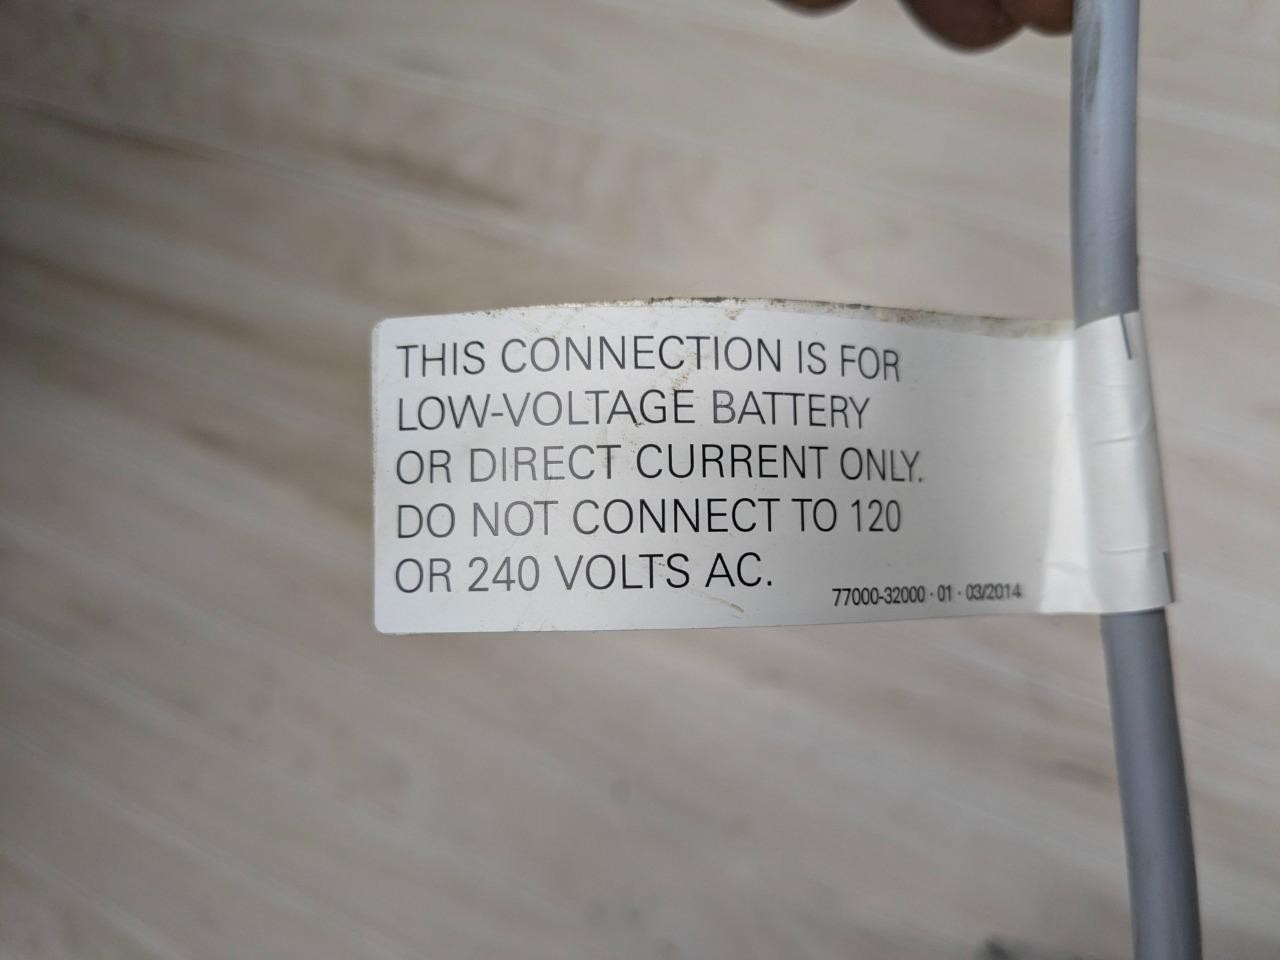 THIS CONNECTION IS FOR
LOW-VOLTAGE BATTERY
OR DIRECT CURRENT ONLY.
DO NOT CONNECT TO 120
OR 240 VOLTS AC.
77000-32000 · 01 · 03/2014